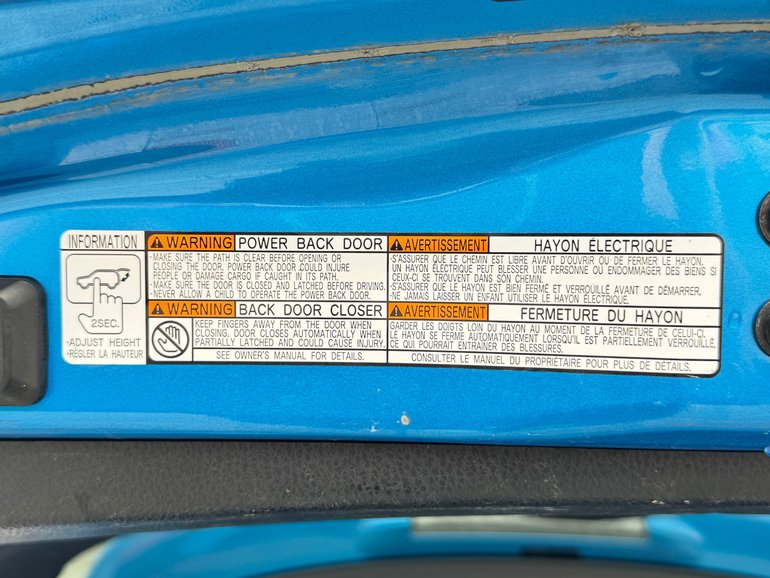 INFORMATION
2SEC.
·ADJUST HEIGHT
·RÉGLER LA HAUTEUR
WARNING POWER BACK DOOR
·MAKE SURE THE PATH IS CLEAR BEFORE OPENING OR
CLOSING THE DOOR. POWER BACK DOOR COULD INJURE
PEOPLE OR DAMAGE CARGO IF CAUGHT IN ITS PATH.
·MAKE SURE THE DOOR IS CLOSED AND LATCHED BEFORE DRIVING.
·NEVER ALLOW A CHILD TO OPERATE THE POWER BACK DOOR.
WARNING BACK DOOR CLOSER
KEEP FINGERS AWAY FROM THE DOOR WHEN
CLOSING. DOOR CLOSES AUTOMATICALLY WHEN
PARTIALLY LATCHED AND COULD CAUSE INJURY.
SEE OWNER'S MANUAL FOR DETAILS.
AVERTISSEMENT HAYON ÉLECTRIQUE
·S'ASSURER QUE LE CHEMIN EST LIBRE AVANT D'OUVRIR OU DE FERMER LE HAYON.
UN HAYON ÉLECTRIQUE PEUT BLESSER UNE PERSONNE OU ENDOMMAGER DES BIENS SI
CEUX-CI SE TROUVENT DANS SON CHEMIN.
·S'ASSURER QUE LE HAYON EST BIEN FERMÉ ET VERROUILLÉ AVANT DE DÉMARRER.
·NE JAMAIS LAISSER UN ENFANT UTILISER LE HAYON ÉLECTRIQUE.
AVERTISSEMENT FERMETURE DU HAYON
GARDER LES DOIGTS LOIN DU HAYON AU MOMENT DE LA FERMETURE DE CELUI-CI.
LE HAYON SE FERME AUTOMATIQUEMENT LORSQU'IL EST PARTIELLEMENT VERROUILLÉ,
CE QUI POURRAIT ENTRAÎNER DES BLESSURES.
CONSULTER LE MANUEL DU PROPRIÉTAIRE POUR PLUS DE DÉTAILS.